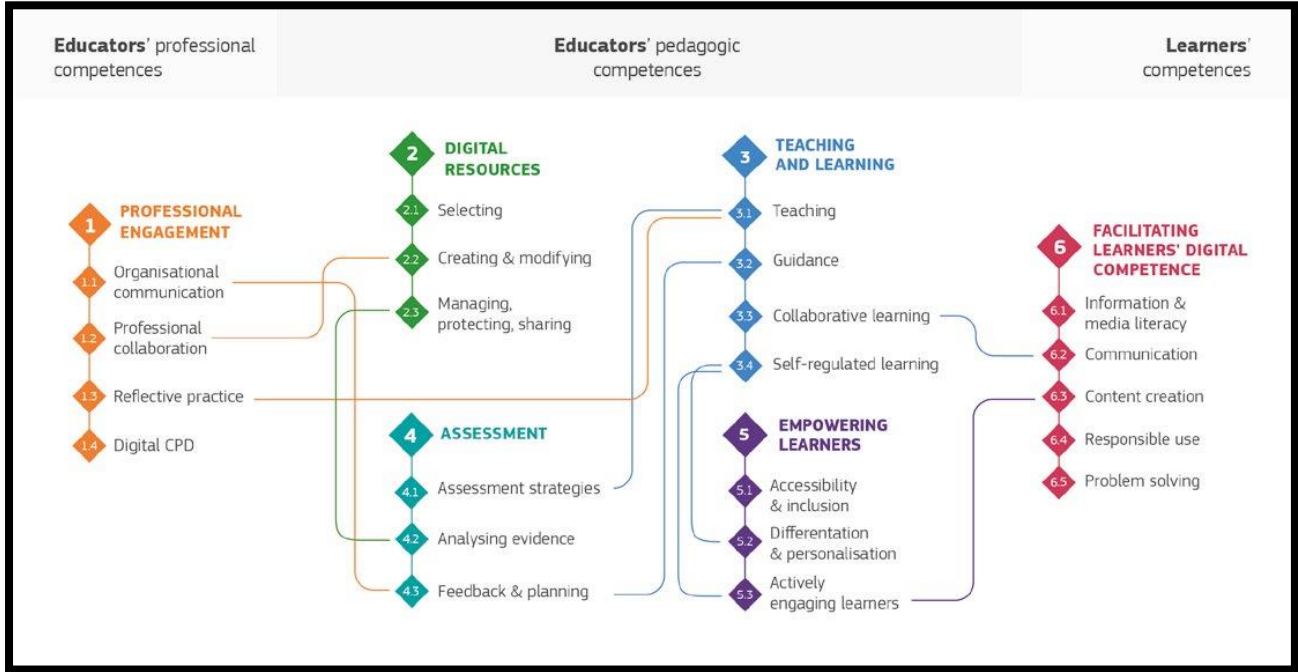 Educators' professional
competences
Educators' pedagogic
competences
Learners'
competences
1
PROFESSIONAL
ENGAGEMENT
1.1
Organisational
communication
1.2
Professional
collaboration
1.3
Reflective practice
1.4
Digital CPD
2
DIGITAL
RESOURCES
2.1
Selecting
2.2
Creating & modifying
2.3
Managing,
protecting, sharing
4
ASSESSMENT
4.1
Assessment strategies
4.2
Analysing evidence
4.3
Feedback & planning
3
TEACHING
AND LEARNING
3.1
Teaching
3.2
Guidance
3.3
Collaborative learning
3.4
Self-regulated learning
5
EMPOWERING
LEARNERS
5.1
Accessibility
& inclusion
5.2
Differentation
& personalisation
5.3
Actively
engaging learners
6
FACILITATING
LEARNERS' DIGITAL
COMPETENCE
6.1
Information &
media literacy
6.2
Communication
6.3
Content creation
6.4
Responsible use
6.5
Problem solving